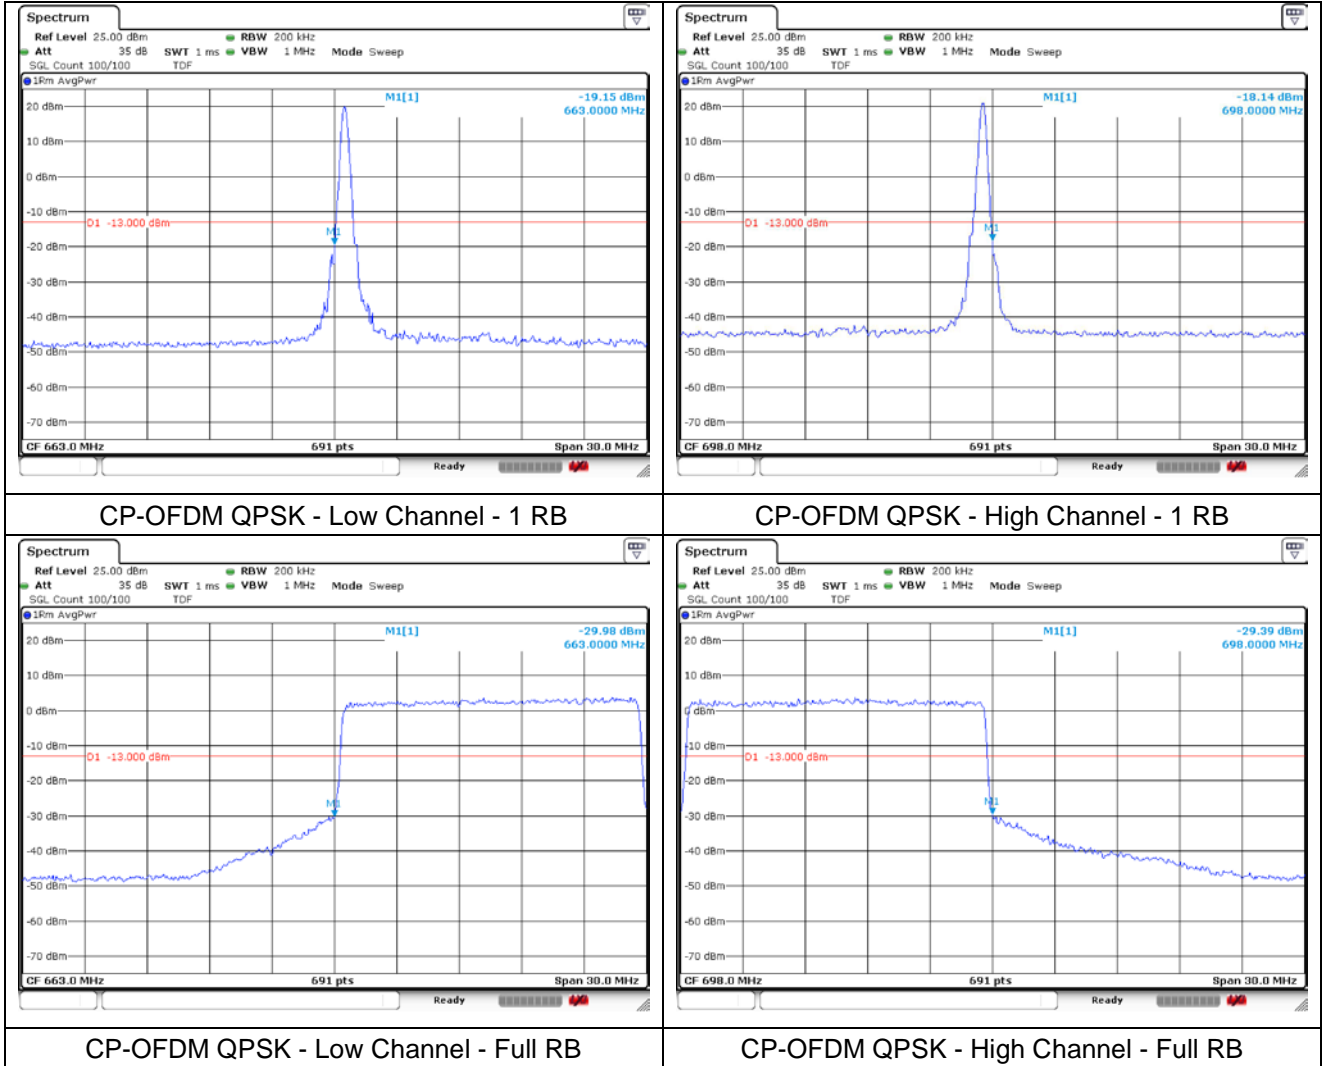 Spectrum
Ref Level 25.00 dBm RBW 200 kHz
Att 35 dB SWT 1 ms VBW 1 MHz Mode Sweep
SGL Count 100/100 TDF
1Rm AvgPwr
M1[1] -19.15 dBm
663.0000 MHz
20 dBm
10 dBm
0 dBm
-10 dBm
D1 -13.000 dBm
M1
-20 dBm
-30 dBm
-40 dBm
-50 dBm
-60 dBm
-70 dBm
CF 663.0 MHz 691 pts Span 30.0 MHz
Ready
CP-OFDM QPSK - Low Channel - 1 RB
Spectrum
Ref Level 25.00 dBm RBW 200 kHz
Att 35 dB SWT 1 ms VBW 1 MHz Mode Sweep
SGL Count 100/100 TDF
1Rm AvgPwr
M1[1] -18.14 dBm
698.0000 MHz
20 dBm
10 dBm
0 dBm
-10 dBm
D1 -13.000 dBm
M1
-20 dBm
-30 dBm
-40 dBm
-50 dBm
-60 dBm
-70 dBm
CF 698.0 MHz 691 pts Span 30.0 MHz
Ready
CP-OFDM QPSK - High Channel - 1 RB
Spectrum
Ref Level 25.00 dBm RBW 200 kHz
Att 35 dB SWT 1 ms VBW 1 MHz Mode Sweep
SGL Count 100/100 TDF
1Rm AvgPwr
M1[1] -29.98 dBm
663.0000 MHz
20 dBm
10 dBm
0 dBm
-10 dBm
D1 -13.000 dBm
-20 dBm
M1
-30 dBm
-40 dBm
-50 dBm
-60 dBm
-70 dBm
CF 663.0 MHz 691 pts Span 30.0 MHz
Ready
CP-OFDM QPSK - Low Channel - Full RB
Spectrum
Ref Level 25.00 dBm RBW 200 kHz
Att 35 dB SWT 1 ms VBW 1 MHz Mode Sweep
SGL Count 100/100 TDF
1Rm AvgPwr
M1[1] -29.39 dBm
698.0000 MHz
20 dBm
10 dBm
0 dBm
-10 dBm
D1 -13.000 dBm
-20 dBm
M1
-30 dBm
-40 dBm
-50 dBm
-60 dBm
-70 dBm
CF 698.0 MHz 691 pts Span 30.0 MHz
Ready
CP-OFDM QPSK - High Channel - Full RB